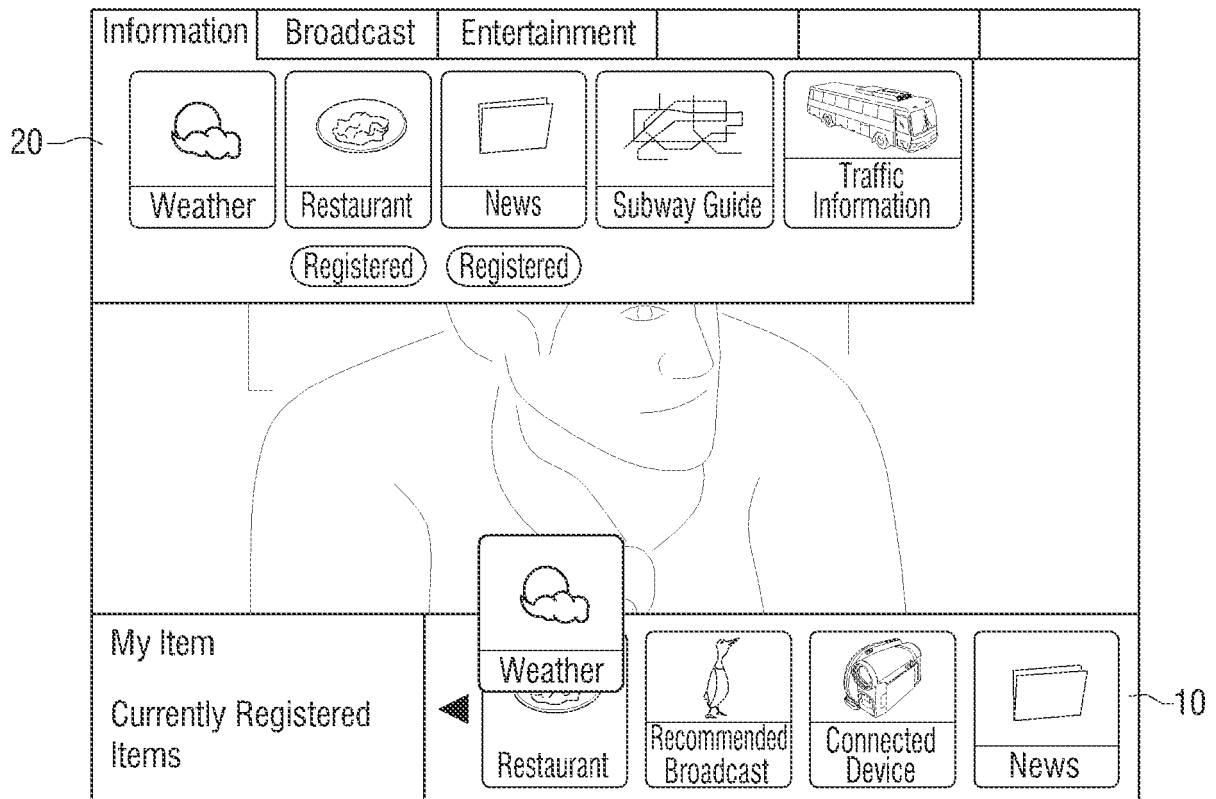 Information Broadcast Entertainment
20
Weather
Restaurant
News
Subway Guide
Traffic
Information
Registered Registered
My Item
Currently Registered
Items
Weather
Restaurant
Recommended
Broadcast
Connected
Device
News
10